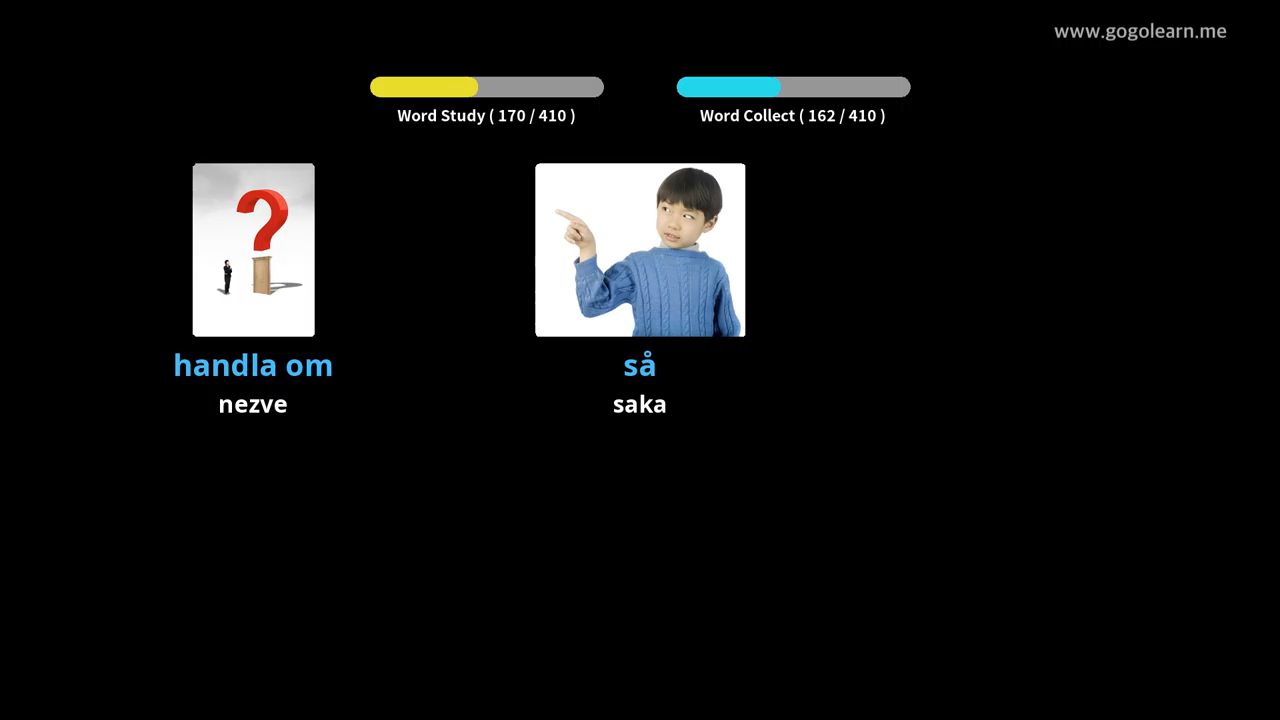 www.gogolearn.me
Word Study ( 170 / 410 )
Word Collect ( 162 / 410 )
handla om
nezve
så
saka